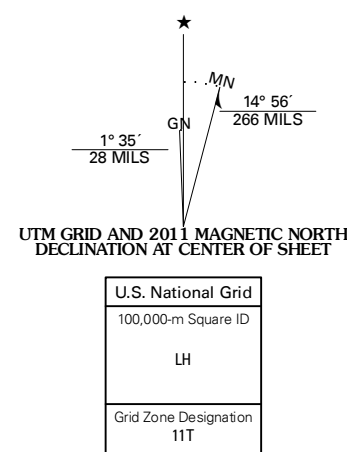 ★
MN
14° 56´
266 MILS
GN
1° 35´
28 MILS
UTM GRID AND 2011 MAGNETIC NORTH
DECLINATION AT CENTER OF SHEET
U.S. National Grid
100,000-m Square ID
LH
Grid Zone Designation
11T